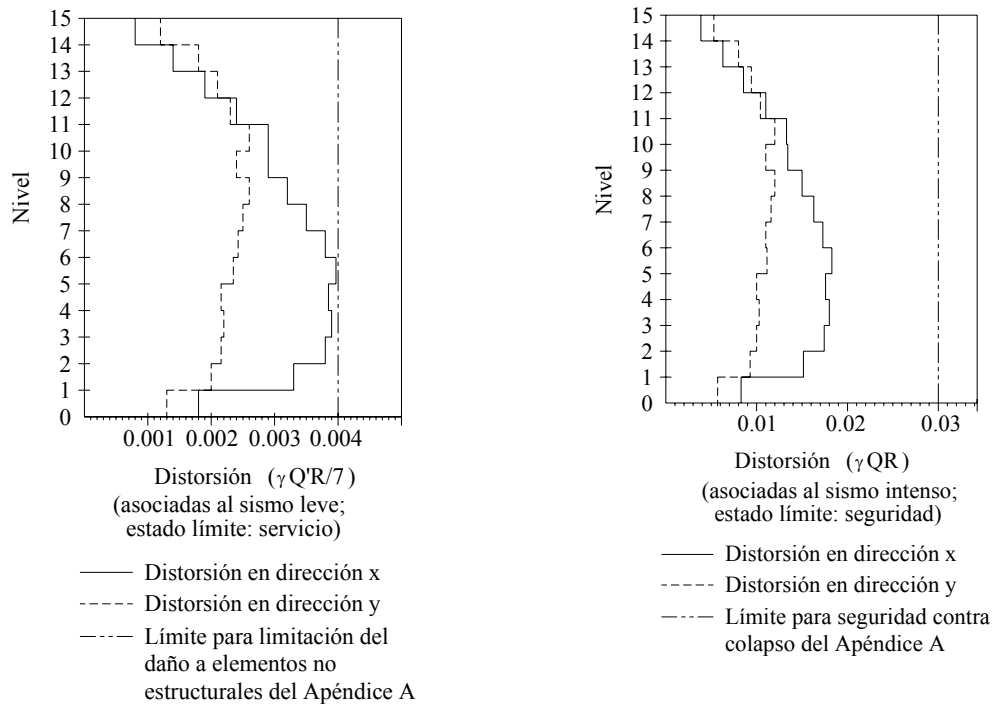 Nivel
15
14
13
12
11
10
9
8
7
6
5
4
3
2
1
0
0.001 0.002 0.003 0.004
Distorsión (γ Q'R/7)
(asociadas al sismo leve;
estado límite: servicio)
Distorsión en dirección x
Distorsión en dirección y
Límite para limitación del
daño a elementos no
estructurales del Apéndice A
Nivel
15
14
13
12
11
10
9
8
7
6
5
4
3
2
1
0
0.01 0.02 0.03
Distorsión (γ QR)
(asociadas al sismo intenso;
estado límite: seguridad)
Distorsión en dirección x
Distorsión en dirección y
Límite para seguridad contra
colapso del Apéndice A